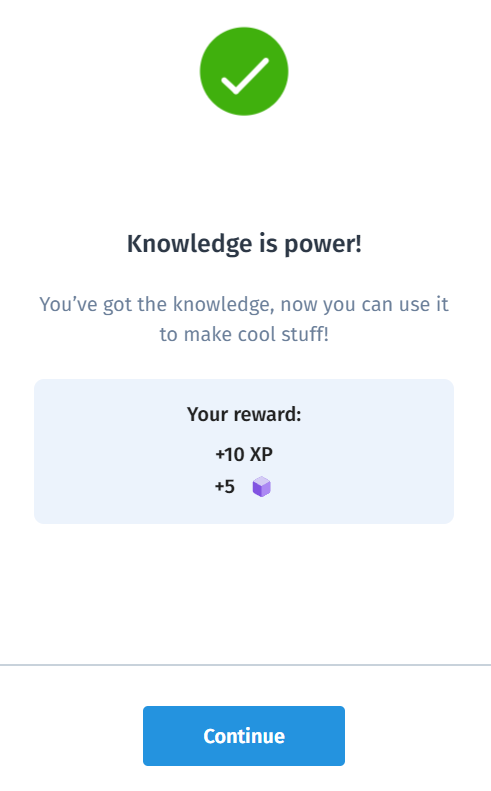 Knowledge is power!
You’ve got the knowledge, now you can use it
to make cool stuff!
Your reward:
+10 XP
+5
Continue